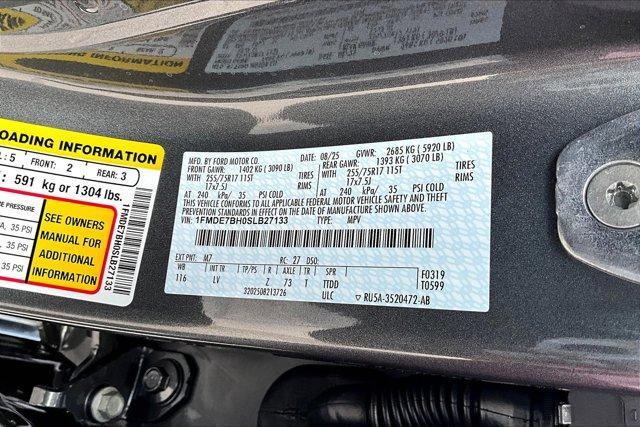 OADING INFORMATION
L: 5 FRONT: 2 REAR: 3
591 kg or 1304 lbs.
E PRESSURE
A, 35 PSI
A, 35 PSI
SEE OWNERS
MANUAL FOR
ADDITIONAL
INFORMATION
1FMDE7BH0SLB27133
MFD. BY FORD MOTOR CO.
DATE: 08/25 GVWR: 2685 KG ( 5920 LB)
FRONT GAWR: 1402 KG ( 3090 LB) REAR GAWR: 1393 KG ( 3070 LB)
WITH 255/75R17 115T TIRES WITH 255/75R17 115T TIRES
17x7.5J RIMS 17x7.5J RIMS
AT 240 kPa/ 35 PSI COLD AT 240 kPa/ 35 PSI COLD
THIS VEHICLE CONFORMS TO ALL APPLICABLE FEDERAL MOTOR VEHICLE SAFETY AND THEFT
PREVENTION STANDARDS IN EFFECT ON THE DATE OF MANUFACTURE SHOWN ABOVE.
VIN: 1FMDE7BH0SLB27133 TYPE: MPV
EXT PNT: M7 RC: 27 DSO:
WB INT TR TP/PS R AXLE TR SPR F0319
116 LV Z 73 T TTDD T0599
3202508213726 ULC ▽ RU5A-3520472-AB